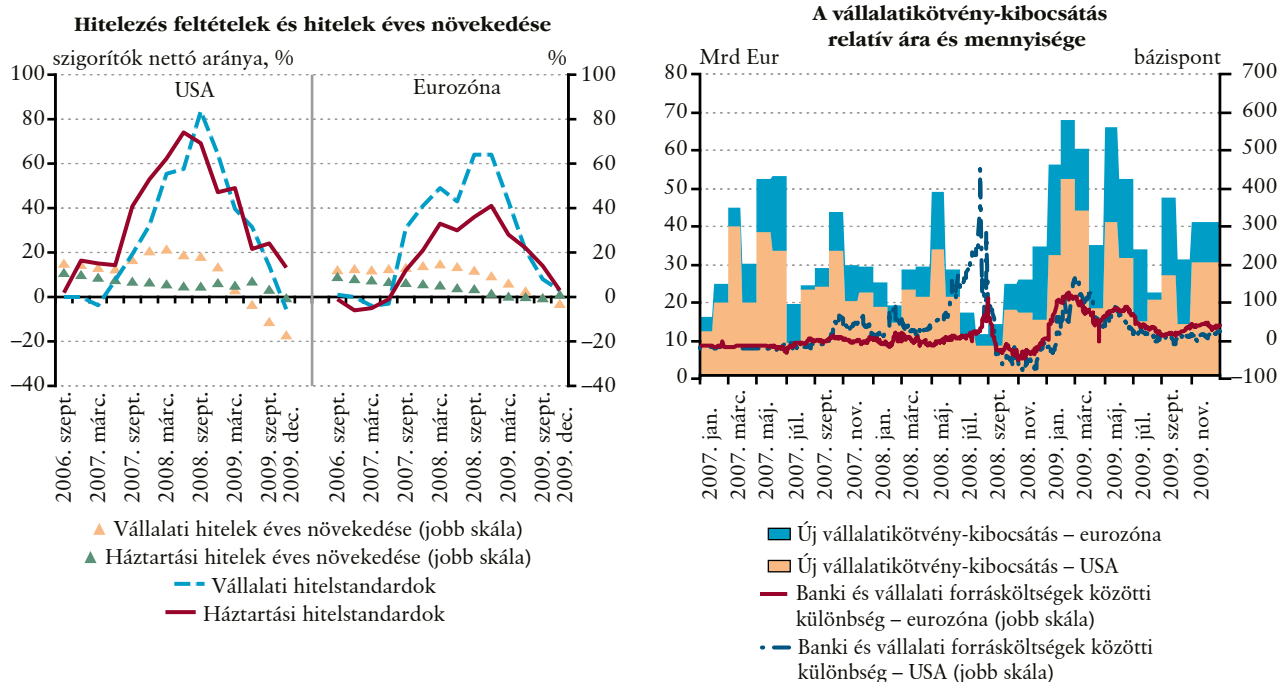 Hitelezés feltételek és hitelek éves növekedése
szigorítók nettó aránya, %
%
USA
Eurozóna
100
80
60
40
20
0
–20
–40
100
80
60
40
20
0
–20
–40
2006. szept.
2007. márc.
2007. szept.
2008. márc.
2008. szept.
2009. márc.
2009. szept.
2009. dec.
2006. szept.
2007. márc.
2007. szept.
2008. márc.
2008. szept.
2009. márc.
2009. szept.
2009. dec.
Vállalati hitelek éves növekedése (jobb skála)
Háztartási hitelek éves növekedése (jobb skála)
Vállalati hitelstandardok
Háztartási hitelstandardok
A vállalatikötvény-kibocsátás
relatív ára és mennyisége
Mrd Eur
bázispont
80
70
60
50
40
30
20
10
0
700
600
500
400
300
200
100
0
–100
2007. jan.
2007. márc.
2007. máj.
2007. júl.
2007. szept.
2007. nov.
2008. jan.
2008. márc.
2008. máj.
2008. júl.
2008. szept.
2008. nov.
2009. jan.
2009. márc.
2009. máj.
2009. júl.
2009. szept.
2009. nov.
Új vállalatikötvény-kibocsátás – eurozóna
Új vállalatikötvény-kibocsátás – USA
Banki és vállalati forrásköltségek közötti
különbség – eurozóna (jobb skála)
Banki és vállalati forrásköltségek közötti
különbség – USA (jobb skála)